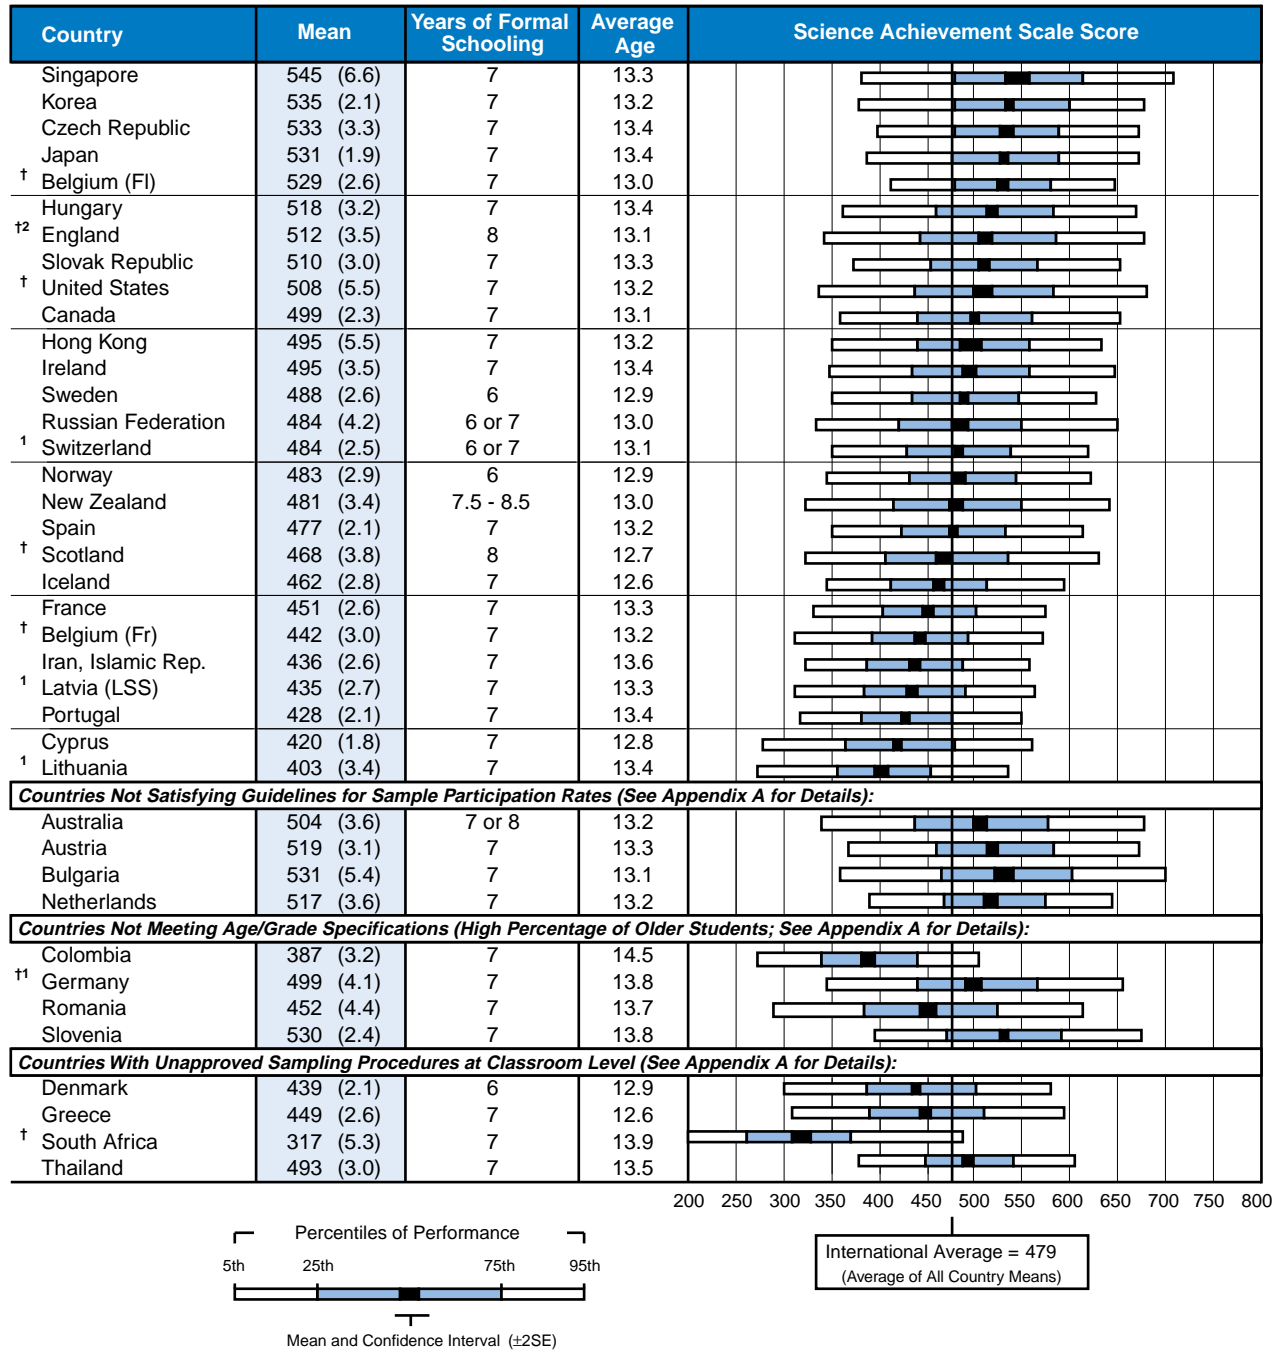 Country Mean Years of Formal Schooling Average Age Science Achievement Scale Score
Singapore 545 (6.6) 7 13.3
Korea 535 (2.1) 7 13.2
Czech Republic 533 (3.3) 7 13.4
Japan 531 (1.9) 7 13.4
† Belgium (Fl) 529 (2.6) 7 13.0
Hungary 518 (3.2) 7 13.4
†2 England 512 (3.5) 8 13.1
Slovak Republic 510 (3.0) 7 13.3
† United States 508 (5.5) 7 13.2
Canada 499 (2.3) 7 13.1
Hong Kong 495 (5.5) 7 13.2
Ireland 495 (3.5) 7 13.4
Sweden 488 (2.6) 6 12.9
Russian Federation 484 (4.2) 6 or 7 13.0
1 Switzerland 484 (2.5) 6 or 7 13.1
Norway 483 (2.9) 6 12.9
New Zealand 481 (3.4) 7.5 - 8.5 13.0
Spain 477 (2.1) 7 13.2
† Scotland 468 (3.8) 8 12.7
Iceland 462 (2.8) 7 12.6
France 451 (2.6) 7 13.3
† Belgium (Fr) 442 (3.0) 7 13.2
Iran, Islamic Rep. 436 (2.6) 7 13.6
1 Latvia (LSS) 435 (2.7) 7 13.3
Portugal 428 (2.1) 7 13.4
Cyprus 420 (1.8) 7 12.8
1 Lithuania 403 (3.4) 7 13.4
Countries Not Satisfying Guidelines for Sample Participation Rates (See Appendix A for Details):
Australia 504 (3.6) 7 or 8 13.2
Austria 519 (3.1) 7 13.3
Bulgaria 531 (5.4) 7 13.1
Netherlands 517 (3.6) 7 13.2
Countries Not Meeting Age/Grade Specifications (High Percentage of Older Students; See Appendix A for Details):
Colombia 387 (3.2) 7 14.5
†1 Germany 499 (4.1) 7 13.8
Romania 452 (4.4) 7 13.7
Slovenia 530 (2.4) 7 13.8
Countries With Unapproved Sampling Procedures at Classroom Level (See Appendix A for Details):
Denmark 439 (2.1) 6 12.9
Greece 449 (2.6) 7 12.6
† South Africa 317 (5.3) 7 13.9
Thailand 493 (3.0) 7 13.5
200 250 300 350 400 450 500 550 600 650 700 750 800
Percentiles of Performance
5th 25th 75th 95th
Mean and Confidence Interval (±2SE)
International Average = 479
(Average of All Country Means)